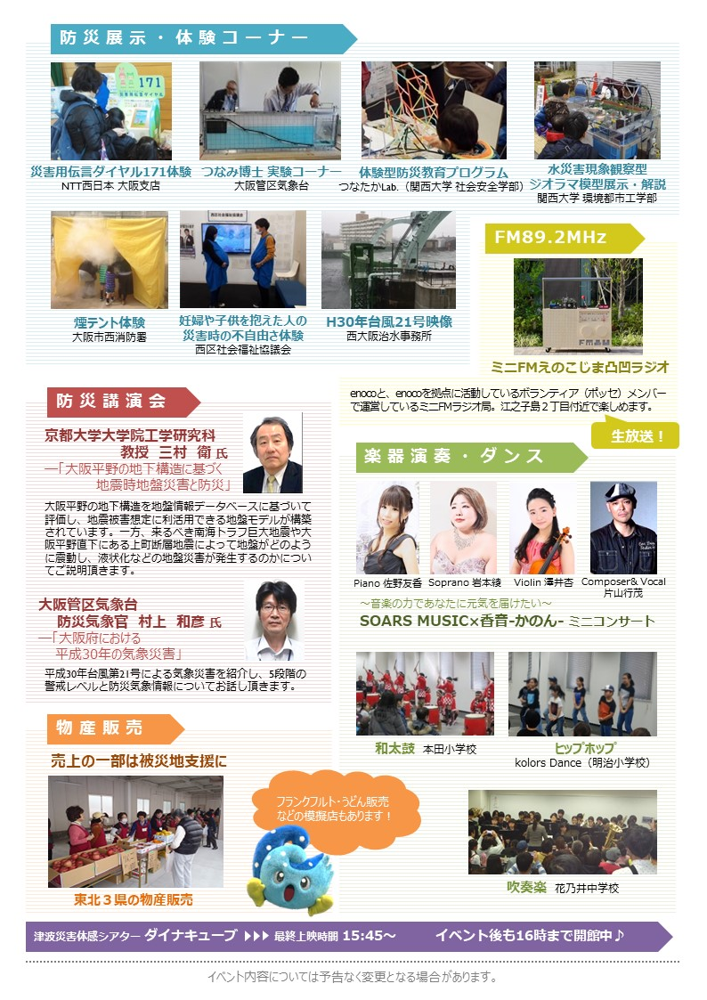 防災展示・体験コーナー
171
災害用伝言ダイヤル171体験
NTT西日本 大阪支店
つなみ博士 実験コーナー
大阪管区気象台
体験型防災教育プログラム
つなたかLab.（関西大学 社会安全学部）
水災害現象観察型
ジオラマ模型展示・解説
関西大学 環境都市工学部
煙テント体験
大阪市西消防署
妊婦や子供を抱えた人の
災害時の不自由さ体験
西区社会福祉協議会
H30年台風21号映像
西大阪治水事務所
FM89.2MHz
ミニFMえのこじま凸凹ラジオ
enocoと、enocoを拠点に活動しているボランティア（ポッセ）メンバー
で運営しているミニFMラジオ局。江之子島２丁目付近で楽しめます。
生放送！
防災講演会
京都大学大学院工学研究科
教授 三村 衛 氏
―「大阪平野の地下構造に基づく
地震時地盤災害と防災」
大阪平野の地下構造を地盤情報データベースに基づいて
評価し、地震被害想定に利活用できる地盤モデルが構築
されています。一方、来るべき南海トラフ巨大地震や大
阪平野直下にある上町断層地震によって地盤がどのよう
に震動し、液状化などの地盤災害が発生するのかについ
てご説明頂きます。
大阪管区気象台
防災気象官 村上 和彦 氏
―「大阪府における
平成30年の気象災害」
平成30年台風第21号による気象災害を紹介し、5段階の
警戒レベルと防災気象情報についてお話し頂きます。
楽器演奏・ダンス
Piano 佐野友香
Soprano 岩本綾
Violin 澤井杏
Composer& Vocal
片山行茂
～音楽の力であなたに元気を届けたい～
SOARS MUSIC×香音-かのん- ミニコンサート
和太鼓 本田小学校
ヒップホップ
kolors Dance（明治小学校）
吹奏楽 花乃井中学校
物産販売
売上の一部は被災地支援に
東北３県の物産販売
フランクフルト・うどん販売
などの模擬店もあります！
津波災害体感シアター ダイナキューブ ▶▶▶ 最終上映時間 15:45～ イベント後も16時まで開館中♪
イベント内容については予告なく変更となる場合があります。